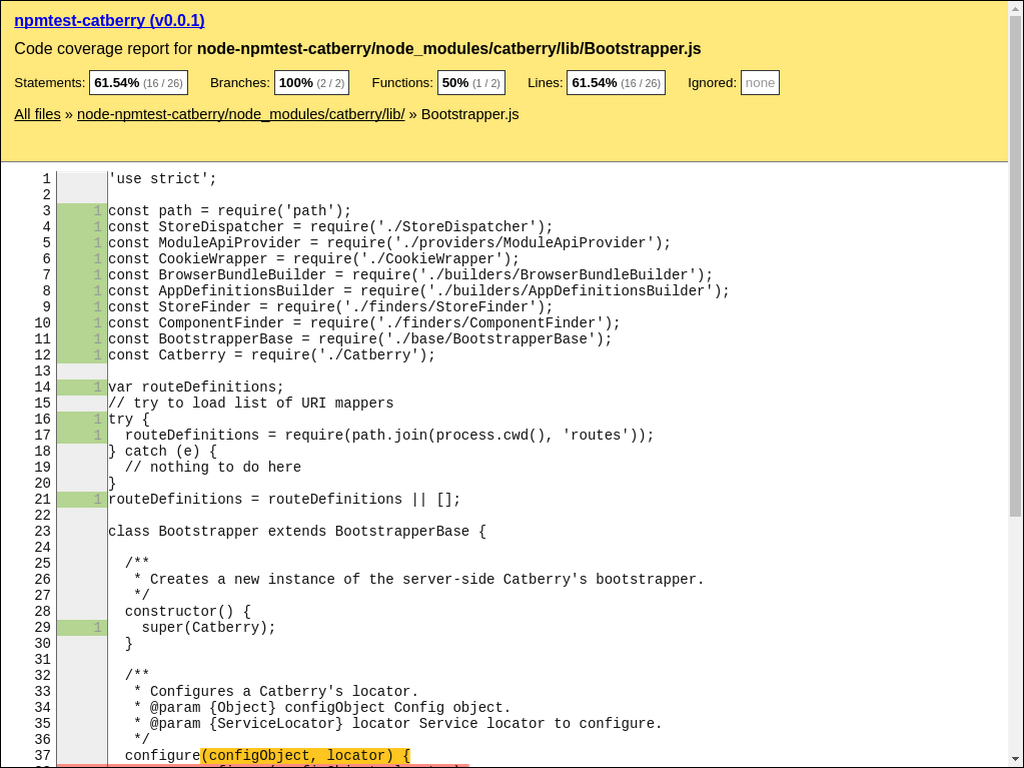 npmtest-catberry (v0.0.1)
Code coverage report for node-npmtest-catberry/node_modules/catberry/lib/Bootstrapper.js
Statements: 61.54% (16 / 26) Branches: 100% (2 / 2) Functions: 50% (1 / 2) Lines: 61.54% (16 / 26) Ignored: none
All files » node-npmtest-catberry/node_modules/catberry/lib/ » Bootstrapper.js
1 'use strict';
2
3 1 const path = require('path');
4 1 const StoreDispatcher = require('./StoreDispatcher');
5 1 const ModuleApiProvider = require('./providers/ModuleApiProvider');
6 1 const CookieWrapper = require('./CookieWrapper');
7 1 const BrowserBundleBuilder = require('./builders/BrowserBundleBuilder');
8 1 const AppDefinitionsBuilder = require('./builders/AppDefinitionsBuilder');
9 1 const StoreFinder = require('./finders/StoreFinder');
10 1 const ComponentFinder = require('./finders/ComponentFinder');
11 1 const BootstrapperBase = require('./base/BootstrapperBase');
12 1 const Catberry = require('./Catberry');
13
14 1 var routeDefinitions;
15 // try to load list of URI mappers
16 1 try {
17 1 routeDefinitions = require(path.join(process.cwd(), 'routes'));
18 } catch (e) {
19 // nothing to do here
20 }
21 1 routeDefinitions = routeDefinitions || [];
22
23 class Bootstrapper extends BootstrapperBase {
24
25 /**
26 * Creates a new instance of the server-side Catberry's bootstrapper.
27 */
28 constructor() {
29 1 super(Catberry);
30 }
31
32 /**
33 * Configures a Catberry's locator.
34 * @param {Object} configObject Config object.
35 * @param {ServiceLocator} locator Service locator to configure.
36 */
37 configure(configObject, locator) {